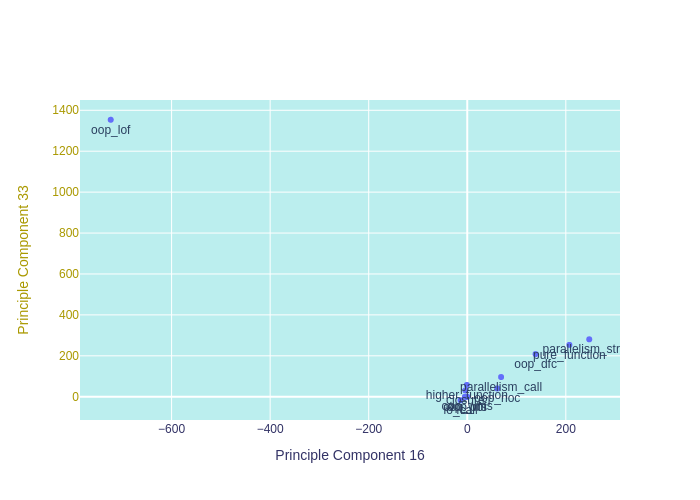 1400
1200
1000
800
600
400
200
0
Principle Component 33
oop_lof
parallelism_str
pure_function
oop_dfc
parallelism_call
higher_function
oop_noc
−600
−400
−200
0
200
Principle Component 16